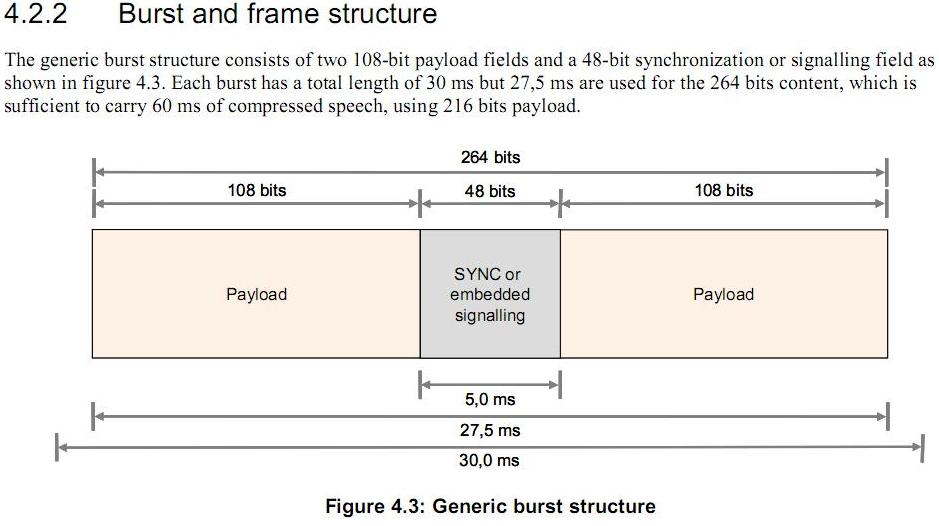 4.2.2 Burst and frame structure
The generic burst structure consists of two 108-bit payload fields and a 48-bit synchronization or signalling field as
shown in figure 4.3. Each burst has a total length of 30 ms but 27,5 ms are used for the 264 bits content, which is
sufficient to carry 60 ms of compressed speech, using 216 bits payload.
264 bits
108 bits 48 bits 108 bits
SYNC or
Payload embedded Payload
signalling
5,0 ms
27,5 ms
30,0 ms
Figure 4.3: Generic burst structure